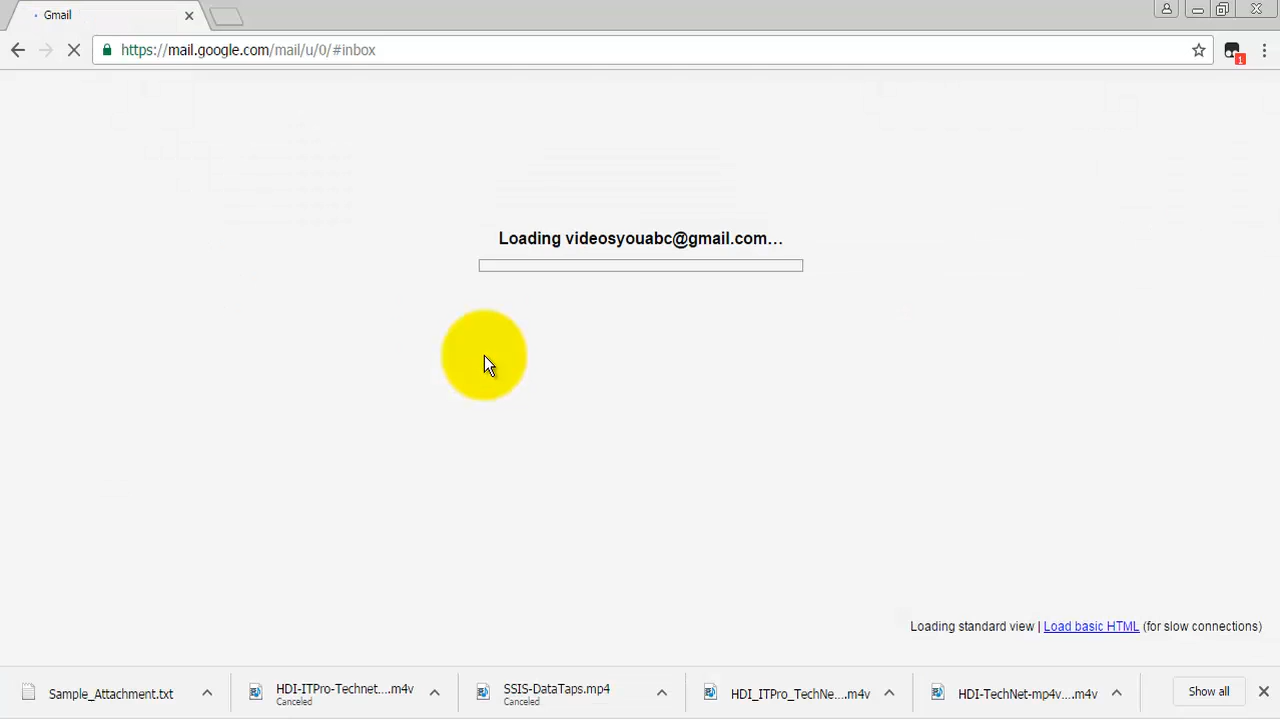 Gmail
https://mail.google.com/mail/u/0/#inbox
1
Loading videosyouabc@gmail.com…
Loading standard view | Load basic HTML (for slow connections)
Sample_Attachment.txt
HDI-ITPro-Technet....m4v
Canceled
SSIS-DataTaps.mp4
Canceled
HDI_ITPro_TechNe....m4v
HDI-TechNet-mp4v....m4v
Show all